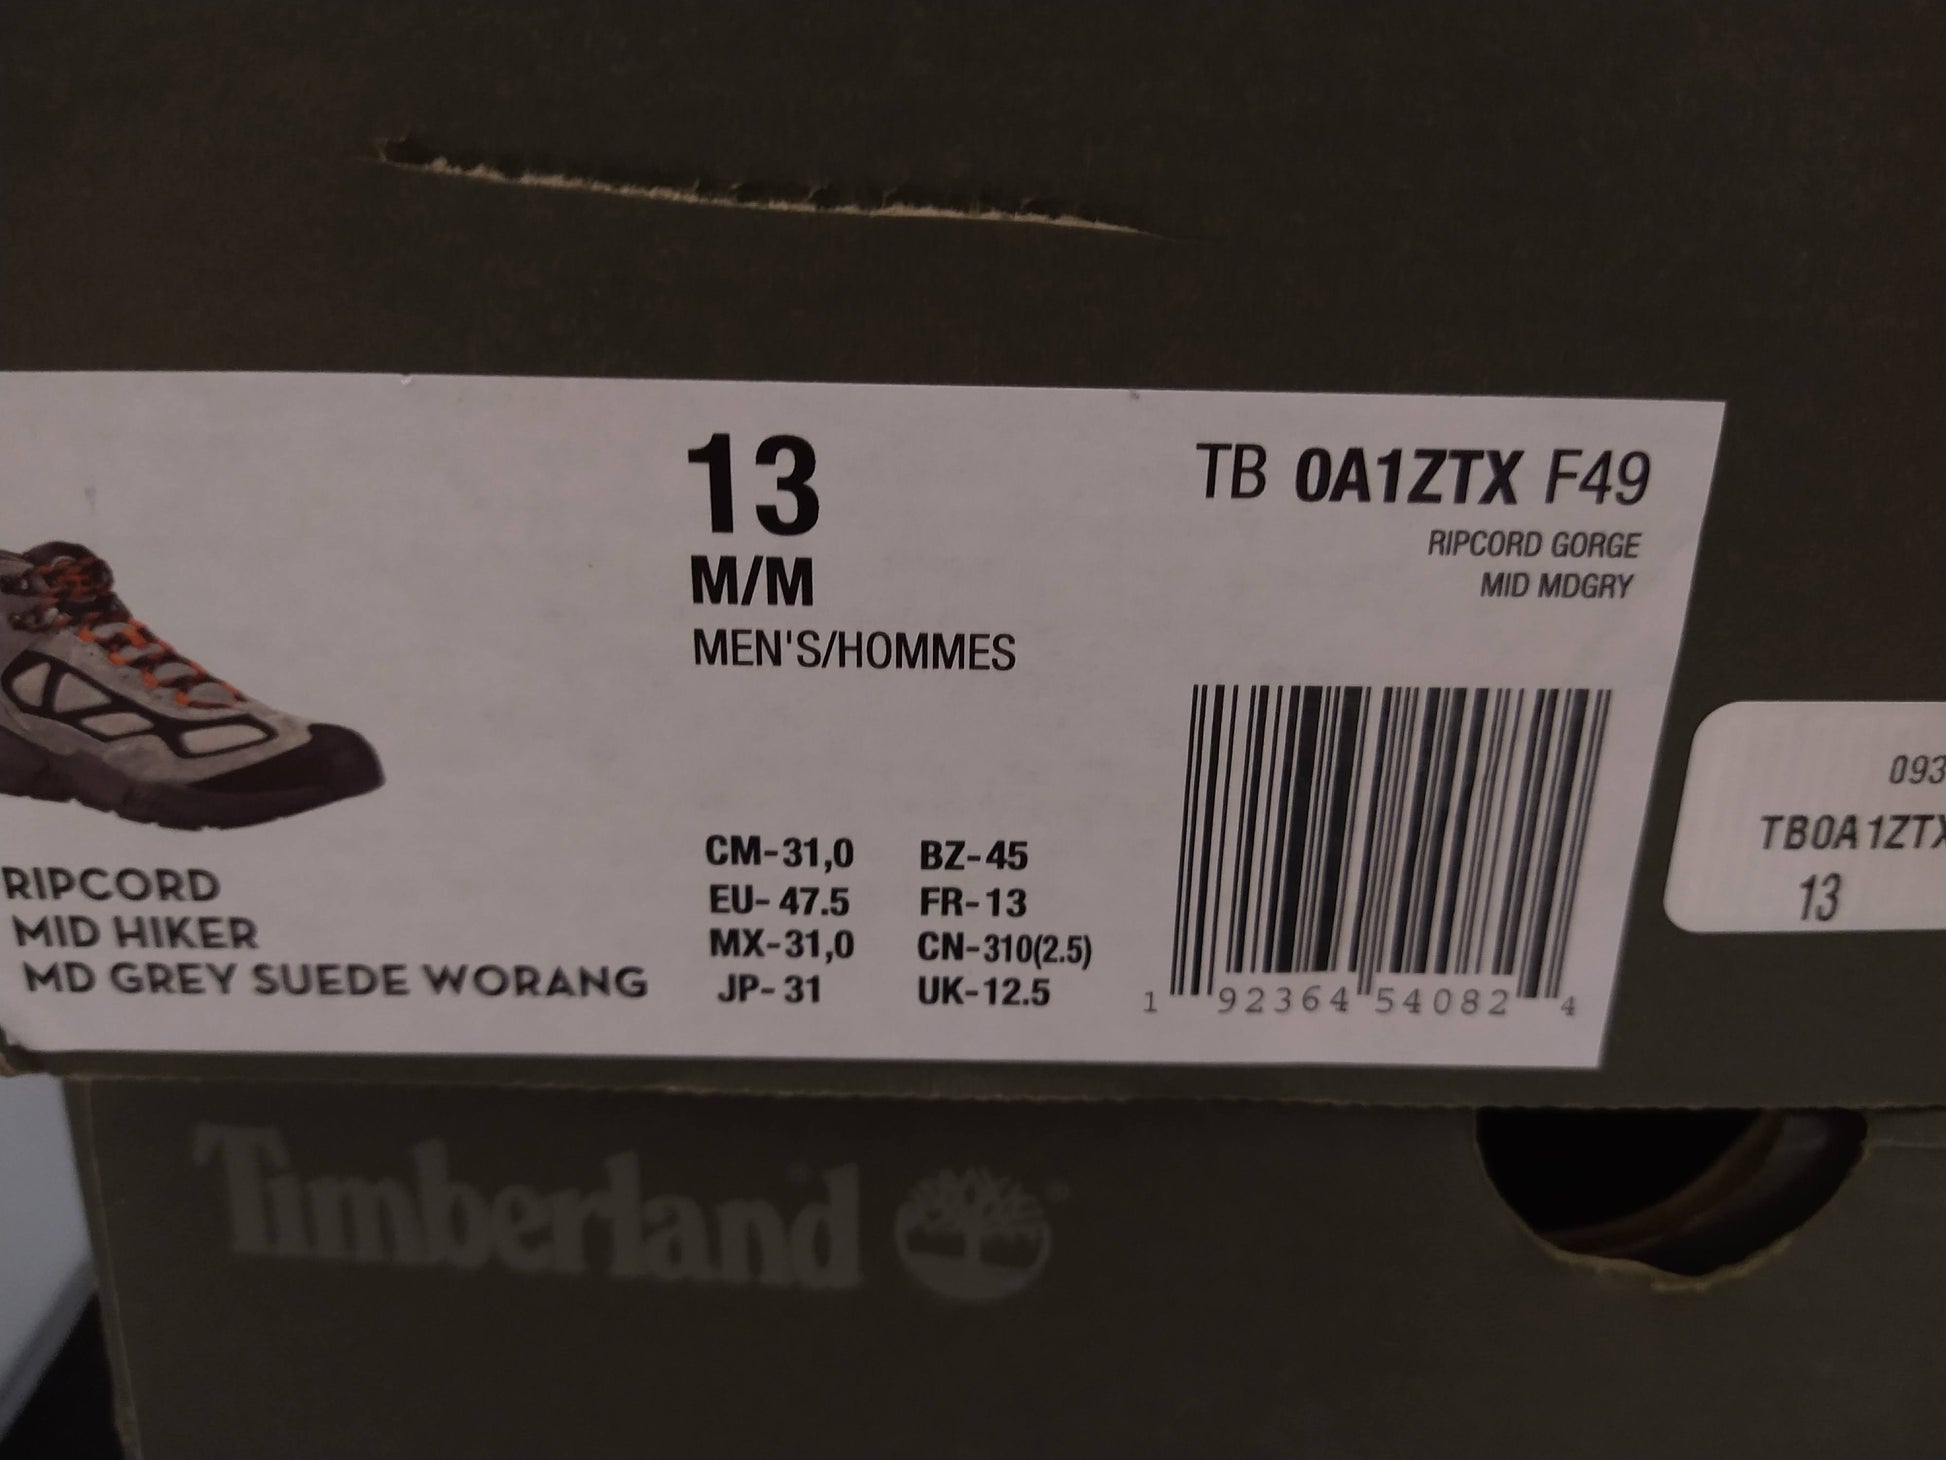 13
M/M
MEN'S/HOMMES
TB 0A1ZTX F49
RIPCORD GORGE
MID MDGRY
RIPCORD
MID HIKER
MD GREY SUEDE WORANG
CM-31,0 BZ-45
EU-47.5 FR-13
MX-31,0 CN-310(2.5)
JP-31 UK-12.5
1 92364 54082 4
093
TB0A1ZTX
13
Timberland ®